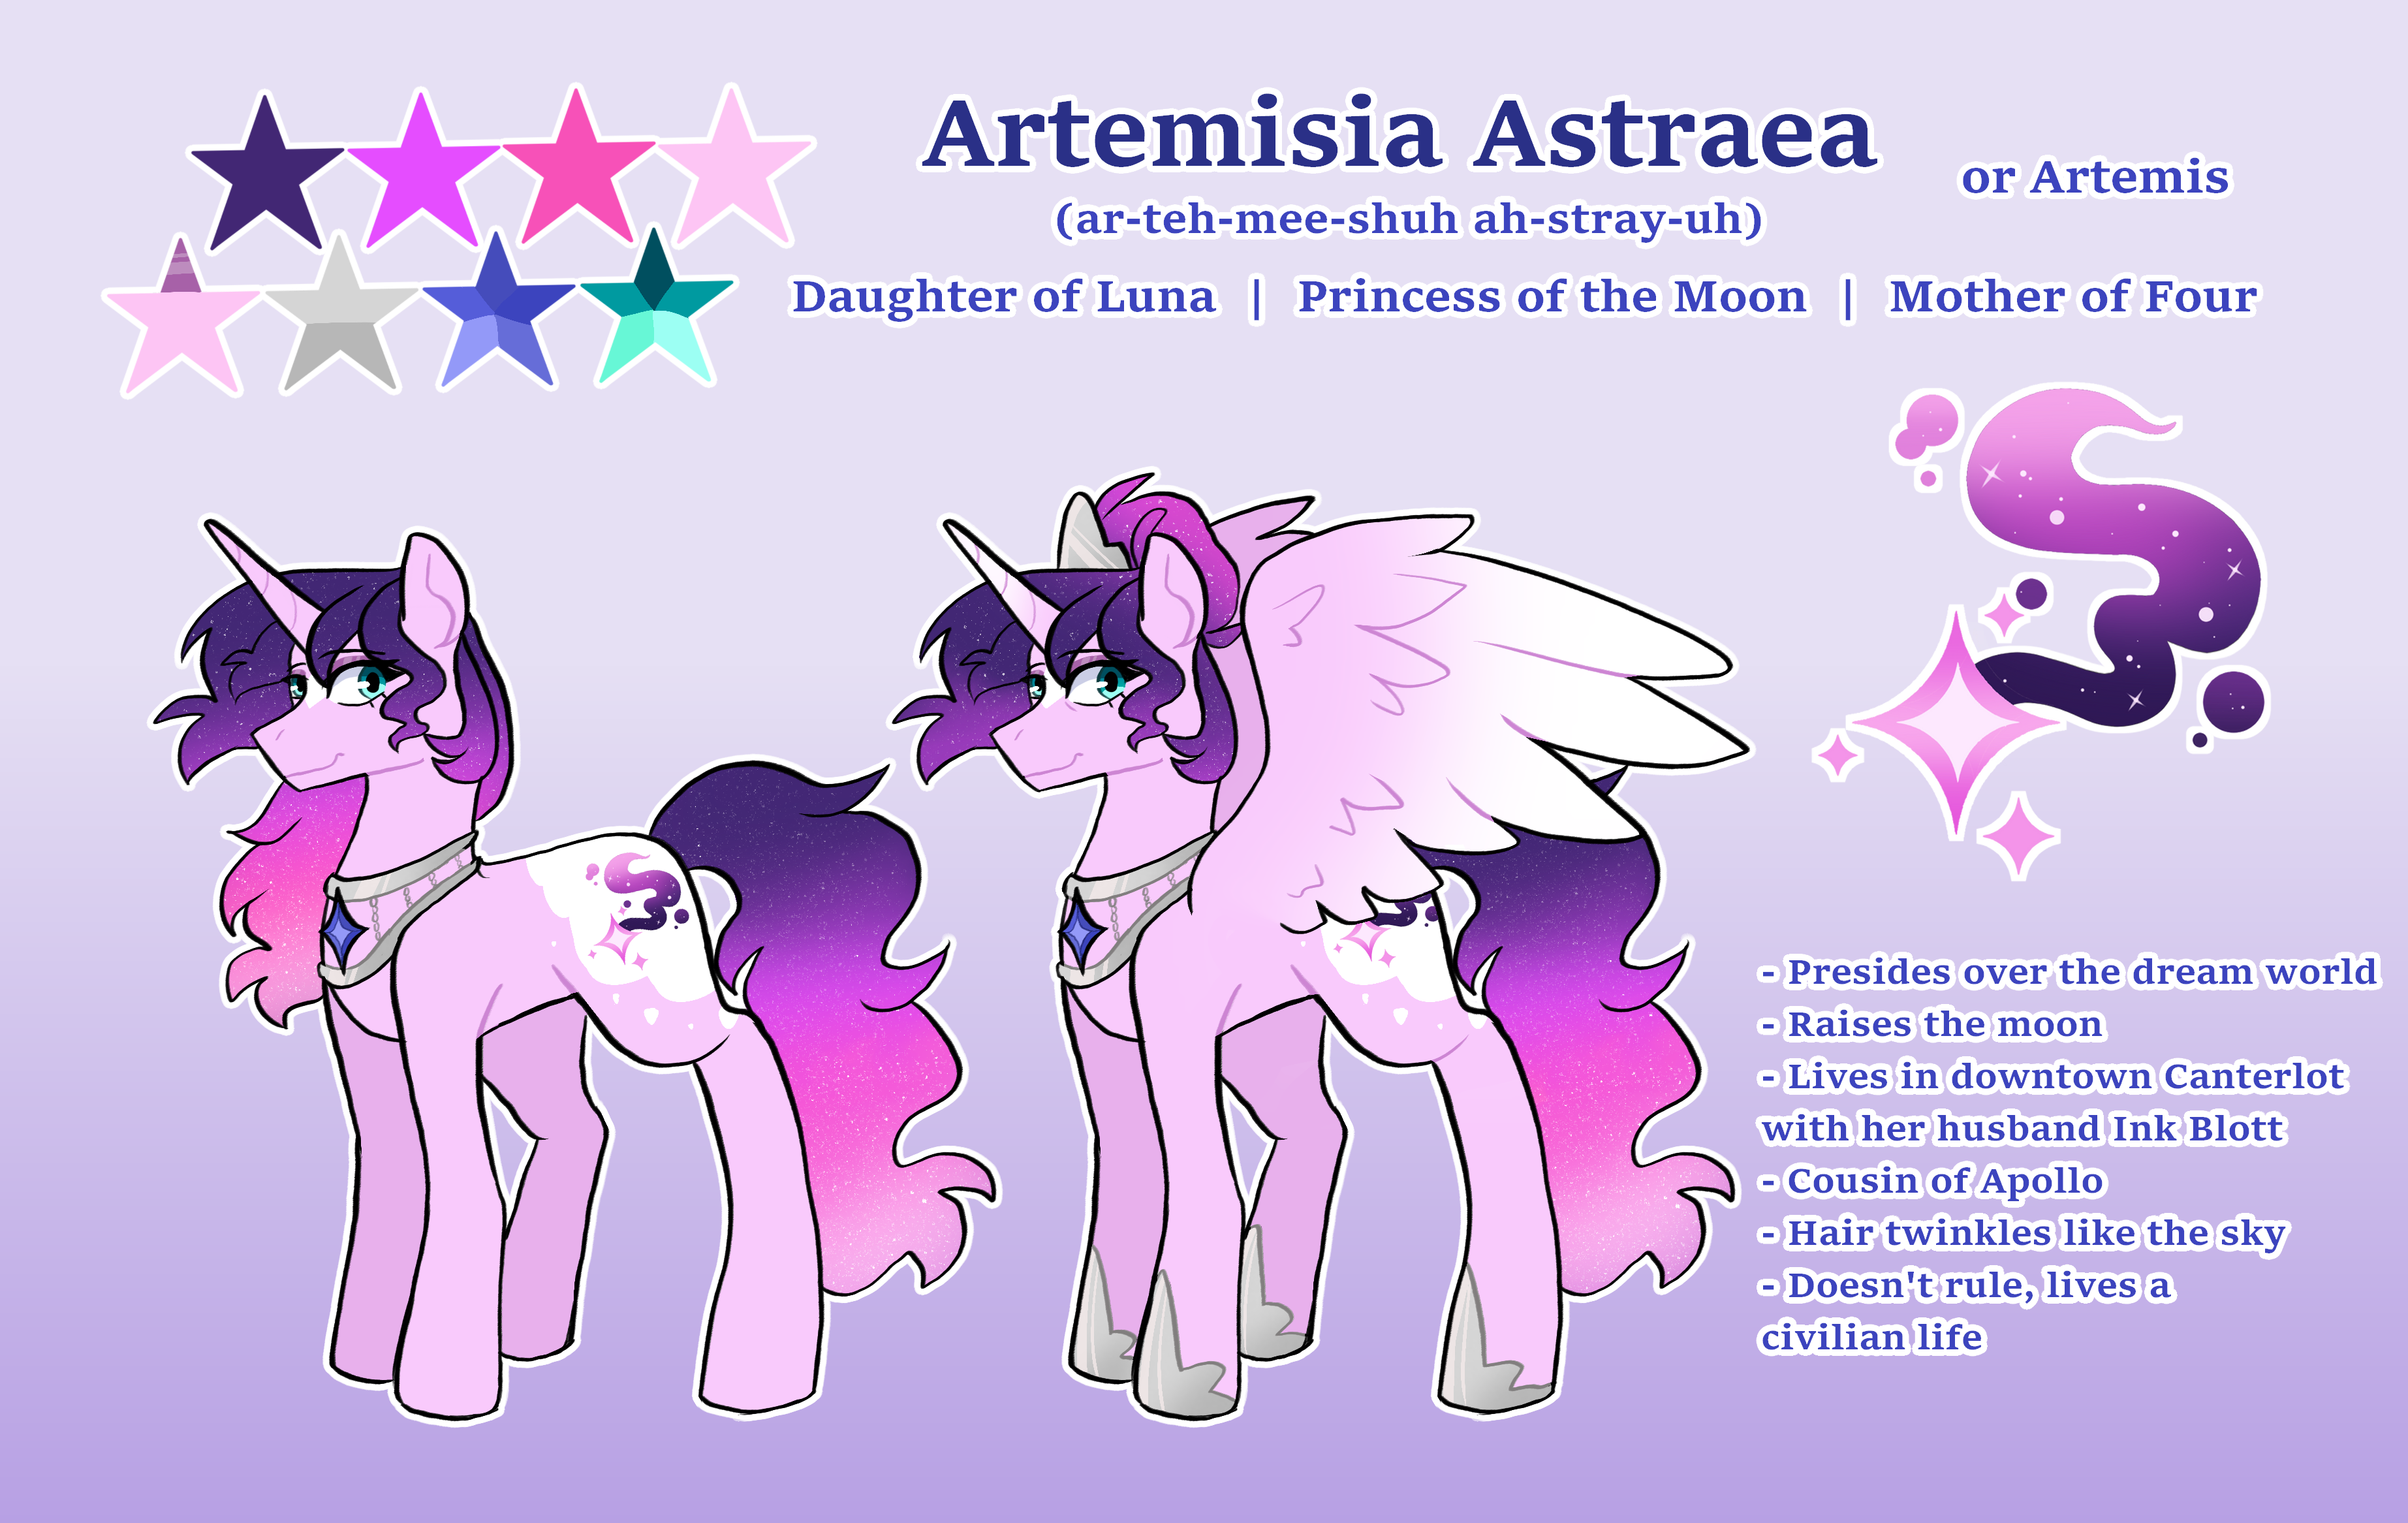 Artemisia Astraea
or Artemis
(ar-teh-mee-shuh ah-stray-uh)
Daughter of Luna | Princess of the Moon | Mother of Four
- Presides over the dream world
- Raises the moon
- Lives in downtown Canterlot
with her husband Ink Blott
- Cousin of Apollo
- Hair twinkles like the sky
- Doesn't rule, lives a
civilian life